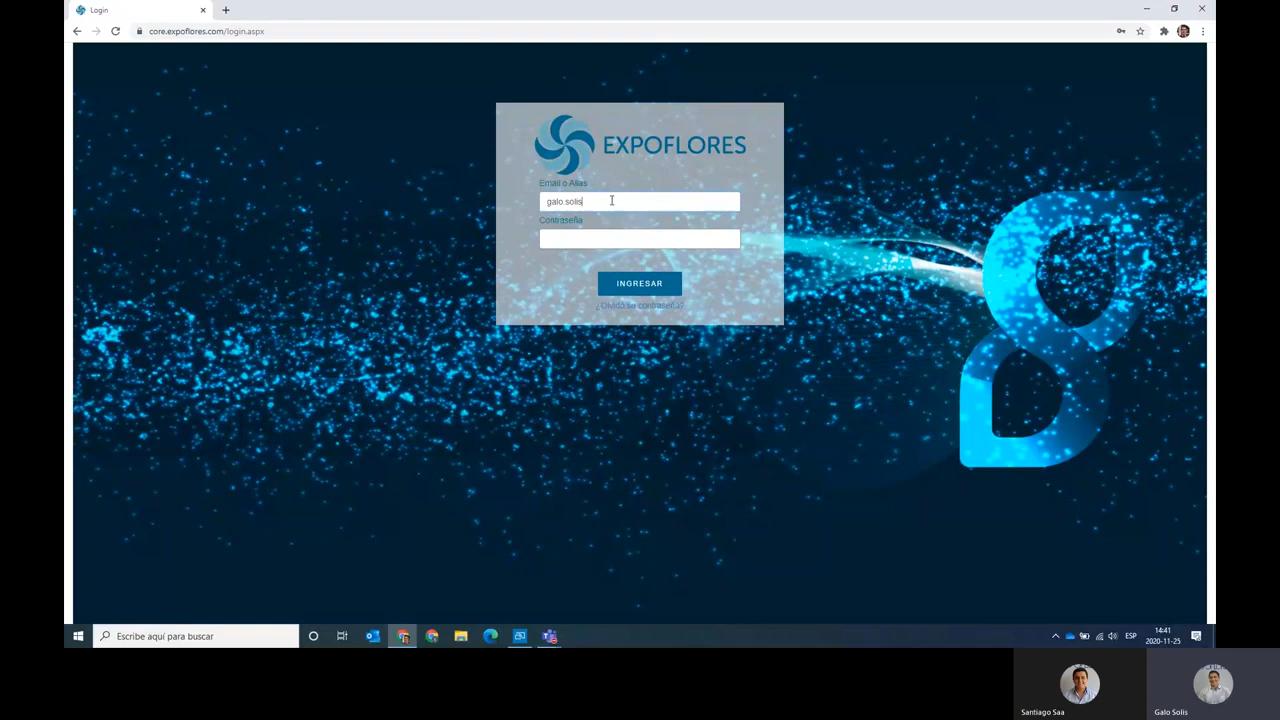 Login
core.expoflores.com/login.aspx
EXPOFLORES
Email o Alias
galo.solis
Contraseña
INGRESAR
¿Olvidó su contraseña?
Escribe aquí para buscar
ESP
14:41
2020-11-25
Santiago Saa
Galo Solis